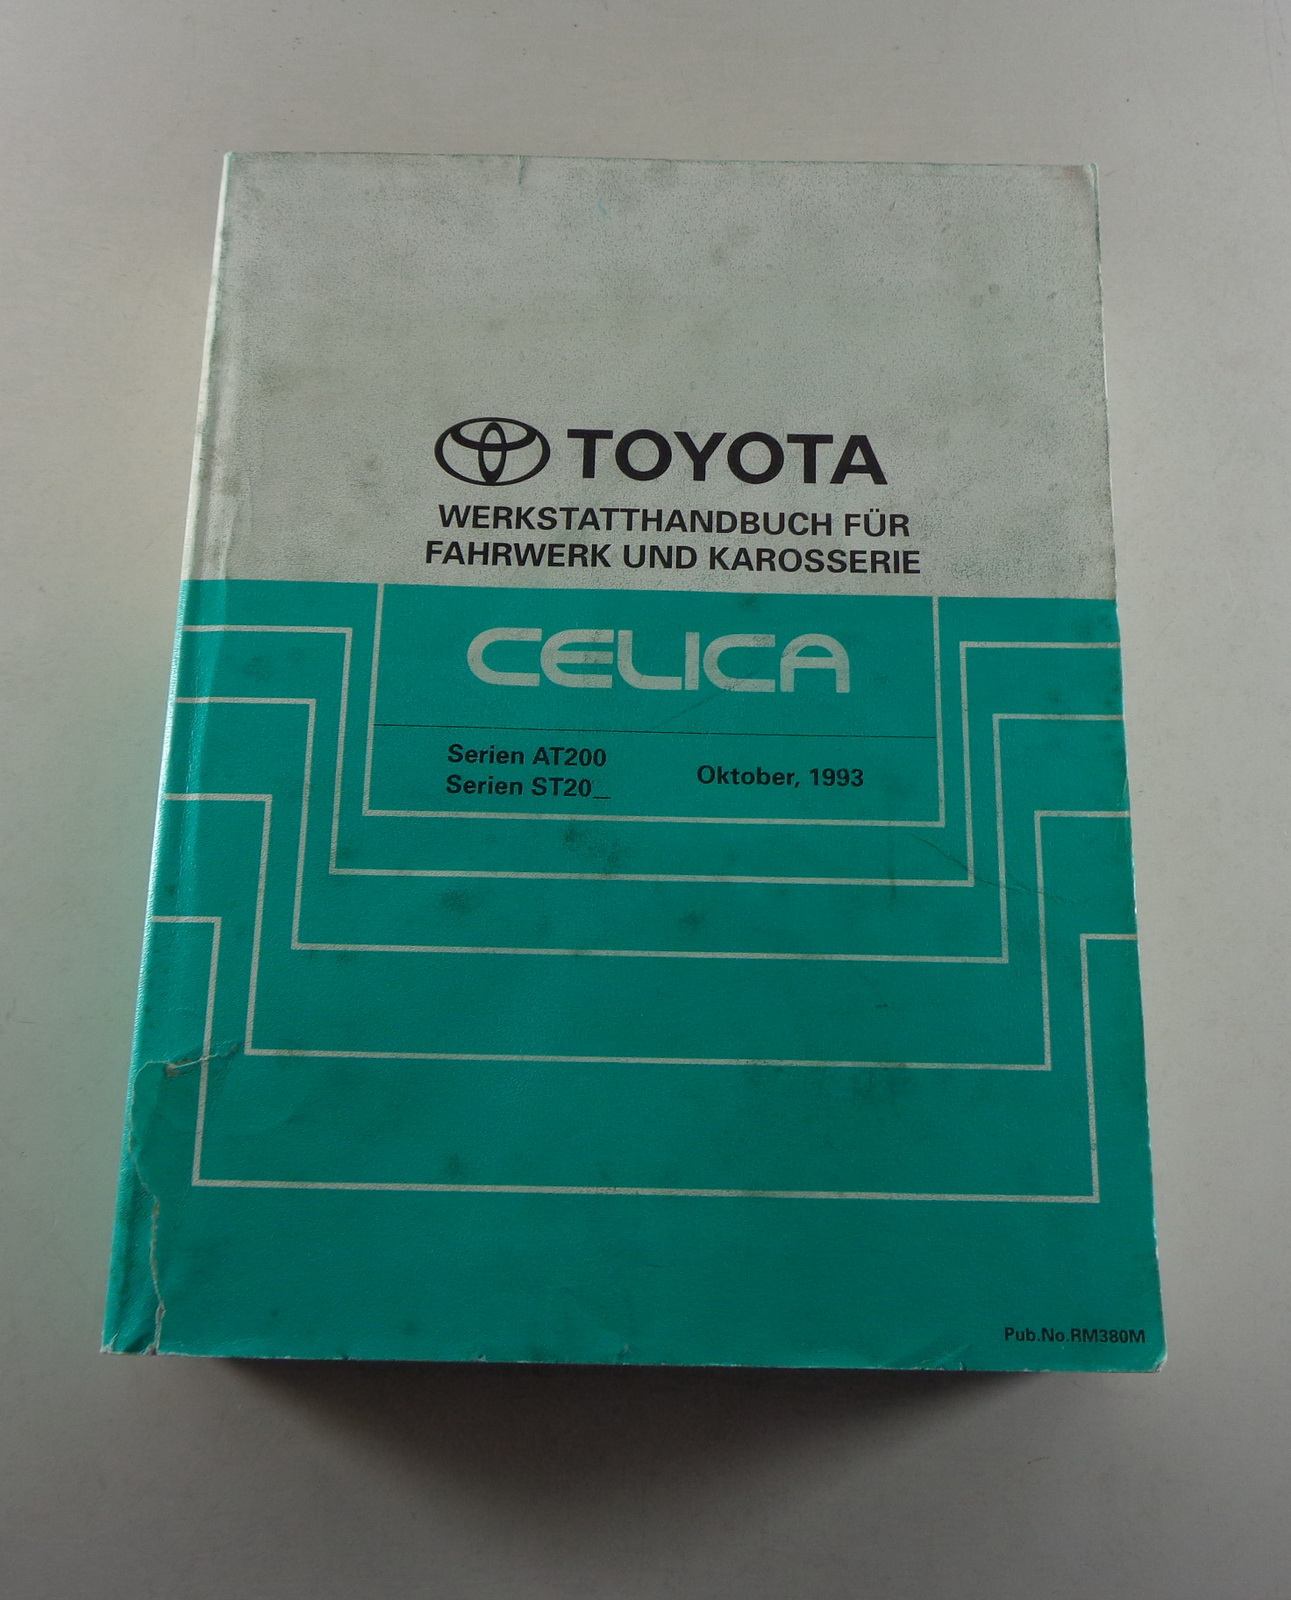 TOYOTA
WERKSTATTHANDBUCH FÜR
FAHRWERK UND KAROSSERIE
CELICA
Serien AT200
Serien ST20_
Oktober, 1993
Pub.No.RM380M